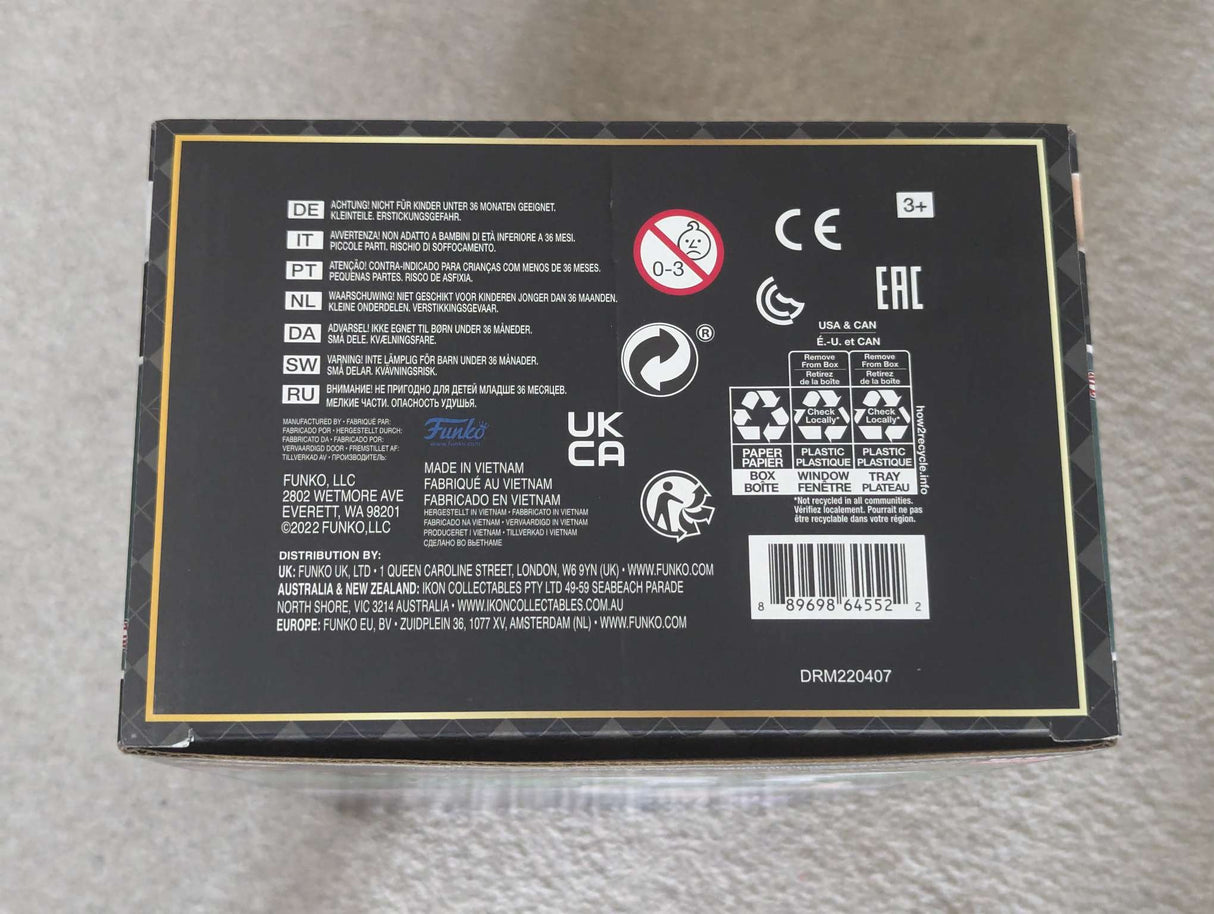 DE ACHTUNG! NICHT FÜR KINDER UNTER 36 MONATEN GEEIGNET.
KLEINTEILE. ERSTICKUNGSGEFAHR.
IT AVVERTENZA! NON ADATTO A BAMBINI DI ETÀ INFERIORE A 36 MESI.
PICCOLE PARTI. RISCHIO DI SOFFOCAMENTO.
PT ATENÇÃO! CONTRA-INDICADO PARA CRIANÇAS COM MENOS DE 36 MESES.
PEQUENAS PARTES. RISCO DE ASFIXIA.
NL WAARSCHUWING! NIET GESCHIKT VOOR KINDEREN JONGER DAN 36 MAANDEN.
KLEINE ONDERDELEN. VERSTIKKINGSGEVAAR.
DA ADVARSEL! IKKE EGNET TIL BØRN UNDER 36 MÅNEDER.
SMÅ DELE. KVÆLNINGSFARE.
SW VARNING! INTE LÄMPLIG FÖR BARN UNDER 36 MÅNADER.
SMÅ DELAR. KVÄVNINGSRISK.
RU ВНИМАНИЕ! НЕ ПРИГОДНО ДЛЯ ДЕТЕЙ МЛАДШЕ 36 МЕСЯЦЕВ.
МЕЛКИЕ ЧАСТИ. ОПАСНОСТЬ УДУШЬЯ.
MANUFACTURED BY • FABRIQUÉ PAR:
FABRICADO POR • HERGESTELLT DURCH:
FABBRICATO DA • FABRICADO POR:
VERVAARDIGD DOOR • FREMSTILLET AF:
TILLVERKAD AV • ПРОИЗВОДИТЕЛЬ:
FUNKO, LLC
2802 WETMORE AVE
EVERETT, WA 98201
©2022 FUNKO,LLC
Funko
www.funko.com
MADE IN VIETNAM
FABRIQUÉ AU VIETNAM
FABRICADO EN VIETNAM
HERGESTELLT IN VIETNAM • FABBRICATO IN VIETNAM
FABRICADO NA VIETNAM • VERVAARDIGD IN VIETNAM
PRODUCERET I VIETNAM • TILLVERKAD I VIETNAM
СДЕЛАНО ВО ВЬЕТНАМЕ
DISTRIBUTION BY:
UK: FUNKO UK, LTD • 1 QUEEN CAROLINE STREET, LONDON, W6 9YN (UK) • WWW.FUNKO.COM
AUSTRALIA & NEW ZEALAND: IKON COLLECTABLES PTY LTD 49-59 SEABEACH PARADE
NORTH SHORE, VIC 3214 AUSTRALIA • WWW.IKONCOLLECTABLES.COM.AU
EUROPE: FUNKO EU, BV • ZUIDPLEIN 36, 1077 XV, AMSTERDAM (NL) • WWW.FUNKO.COM
0-3
®
UK
CA
CE
3+
EAC
USA & CAN
É.-U. et CAN
Remove Remove
From Box From Box
Retirez Retirez
de la boîte de la boîte
Check Check
Locally* Locally*
PAPER PLASTIC PLASTIC
PAPIER PLASTIQUE PLASTIQUE
BOX WINDOW TRAY
BOÎTE FENÊTRE PLATEAU
how2recycle.info
*Not recycled in all communities.
Vérifiez localement. Pourrait ne pas
être recyclable dans votre région.
8 89698 64552 2
DRM220407